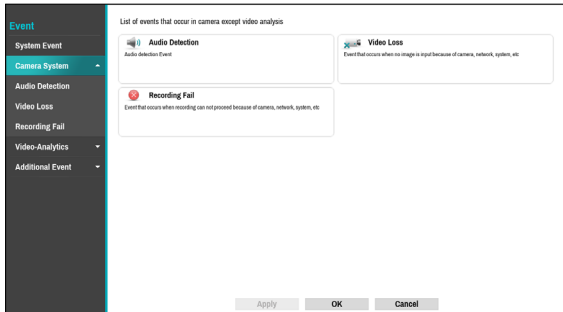 Event
System Event
Camera System
Audio Detection
Video Loss
Recording Fail
Video-Analytics
Additional Event
List of events that occur in camera except video analysis
Audio Detection
Audio detection Event
Video Loss
Event that occurs when no image is input because of camera, network, system, etc
Recording Fail
Event that occurs when recording can not proceed because of camera, network, system, etc
Apply
OK
Cancel